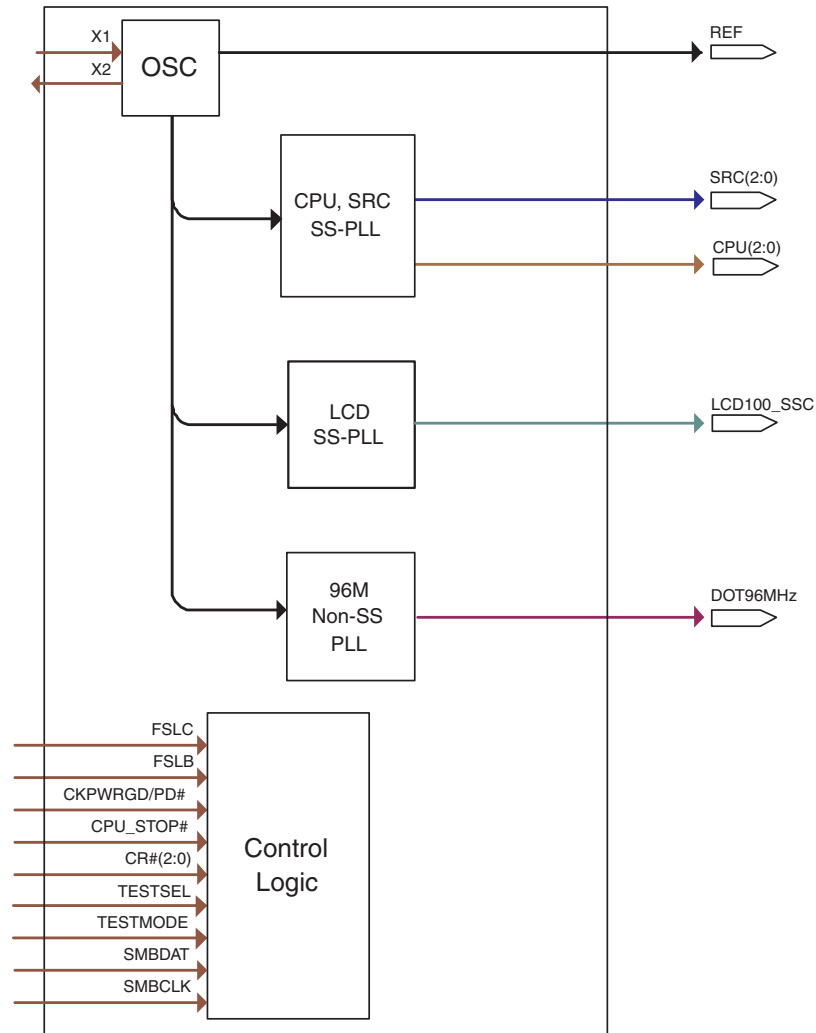 X1
X2
OSC
REF
CPU, SRC
SS-PLL
SRC(2:0)
CPU(2:0)
LCD
SS-PLL
LCD100_SSC
96M
Non-SS
PLL
DOT96MHz
FSLC
FSLB
CKPWRGD/PD#
CPU_STOP#
CR#(2:0)
TESTSEL
TESTMODE
SMBDAT
SMBCLK
Control
Logic